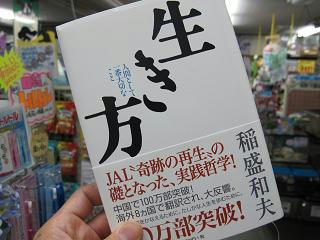 生き方
人間として
一番大切な
こと
稲盛和夫
JAL“奇跡の再生”の
礎となった、実践哲学!
中国で100万部突破!
海外8カ国で翻訳され、大反響。
0万部突破!